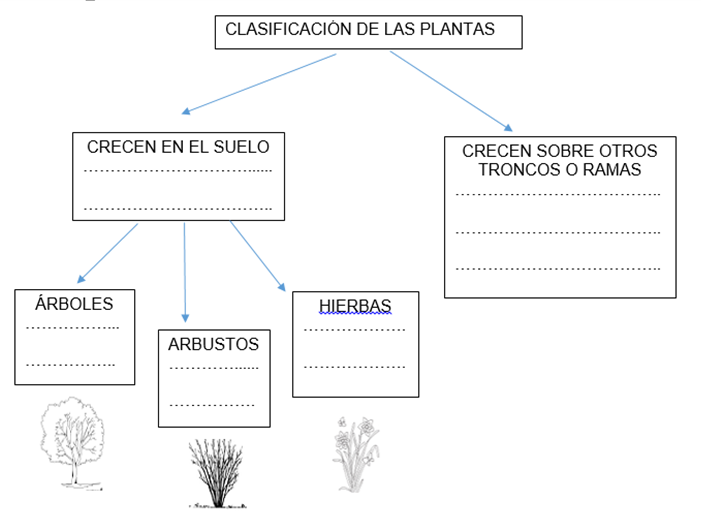 CLASIFICACIÓN DE LAS PLANTAS
CRECEN EN EL SUELO
................................
................................
CRECEN SOBRE OTROS
TRONCOS O RAMAS
................................
................................
................................
ÁRBOLES
..................
..................
ARBUSTOS
..................
..................
HIERBAS
..................
..................